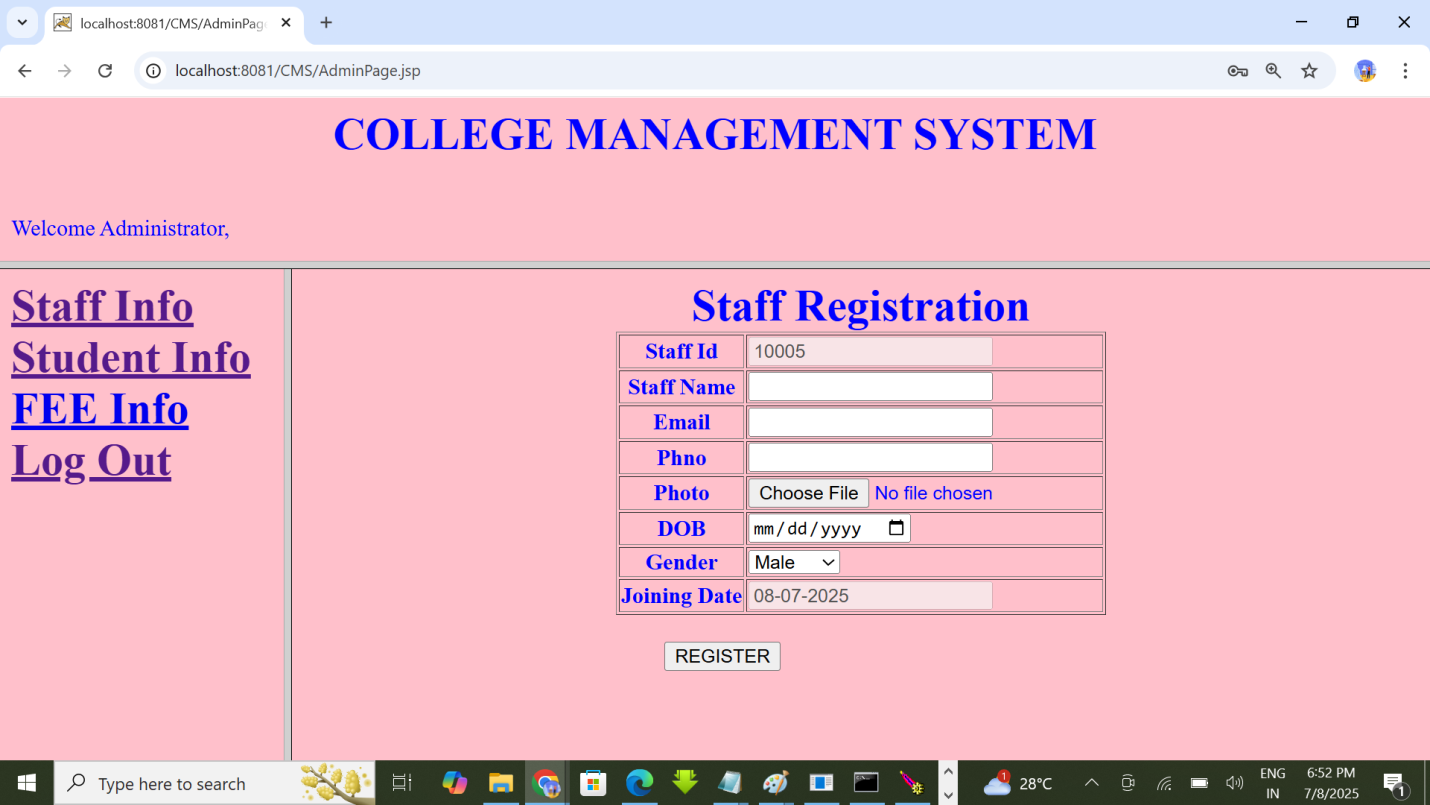 localhost:8081/CMS/AdminPag
localhost:8081/CMS/AdminPage.jsp
COLLEGE MANAGEMENT SYSTEM
Welcome Administrator,
Staff Info
Student Info
FEE Info
Log Out
Staff Registration
Staff Id 10005
Staff Name
Email
Phno
Photo Choose File No file chosen
DOB mm/dd/yyyy
Gender Male
Joining Date 08-07-2025
REGISTER
Type here to search
1
28°C
ENG
IN
6:52 PM
7/8/2025
1